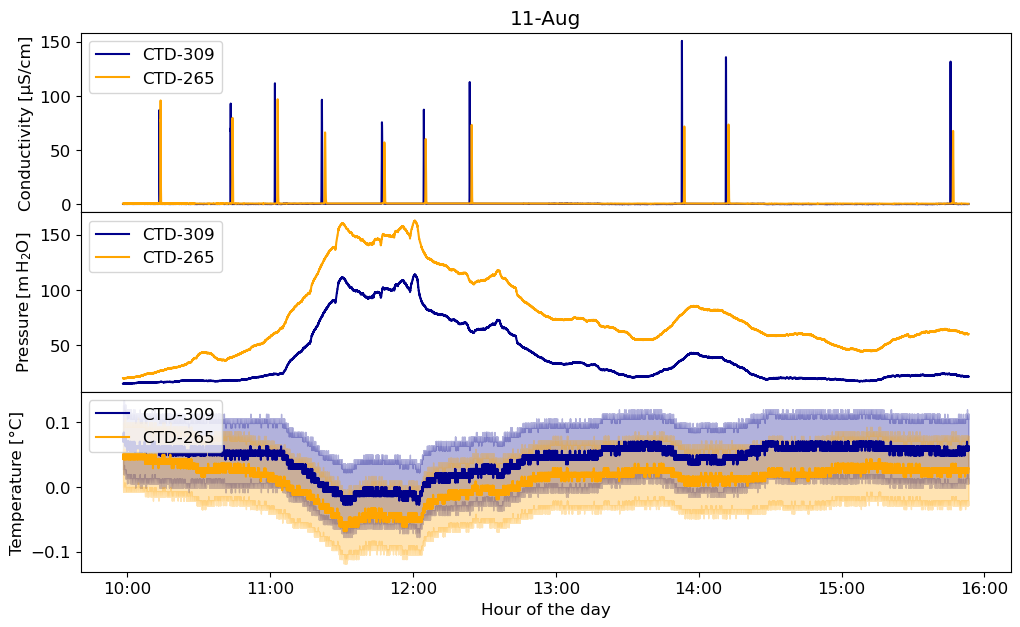 11-Aug
Conductivity [µS/cm]
150
100
50
0
CTD-309
CTD-265
Pressure [m H₂O]
150
100
50
CTD-309
CTD-265
Temperature [°C]
0.1
0.0
−0.1
CTD-309
CTD-265
10:00 11:00 12:00 13:00 14:00 15:00 16:00
Hour of the day